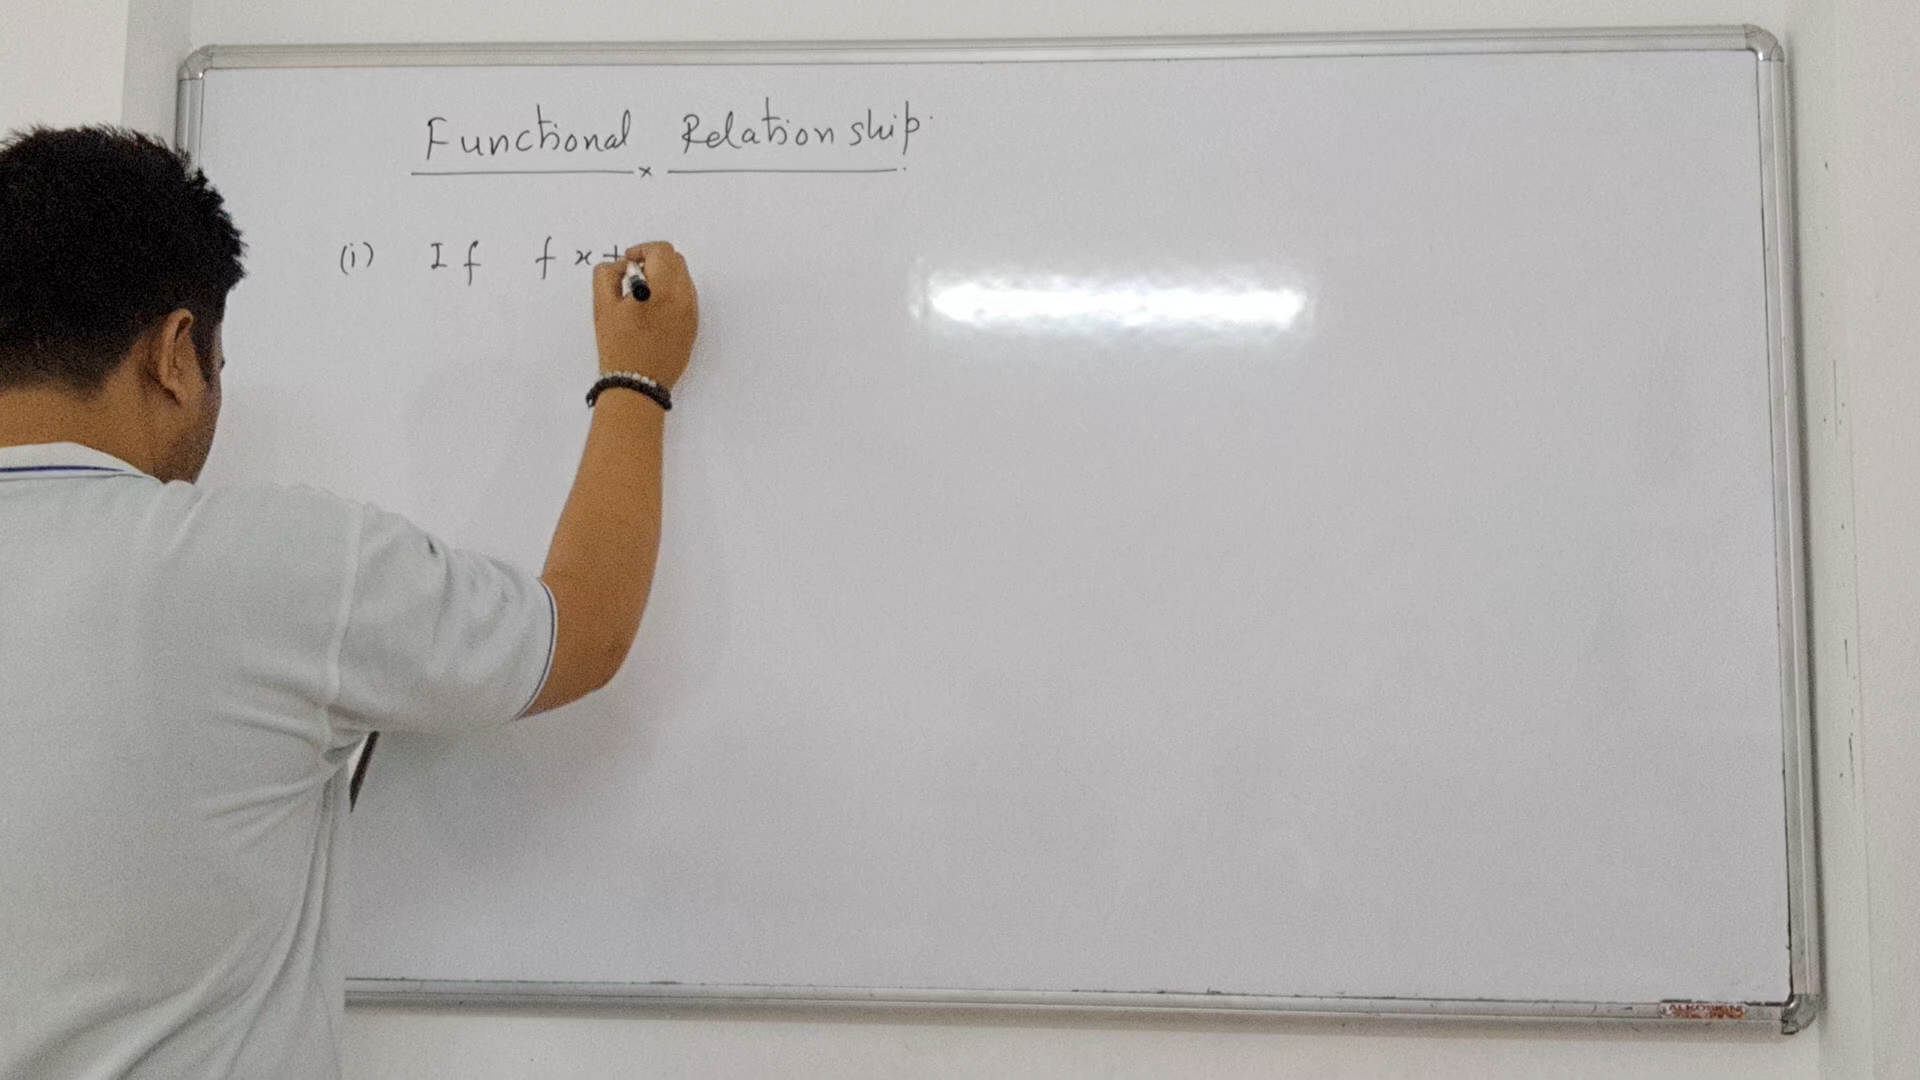 Functional Relationship.
(i) If f x +